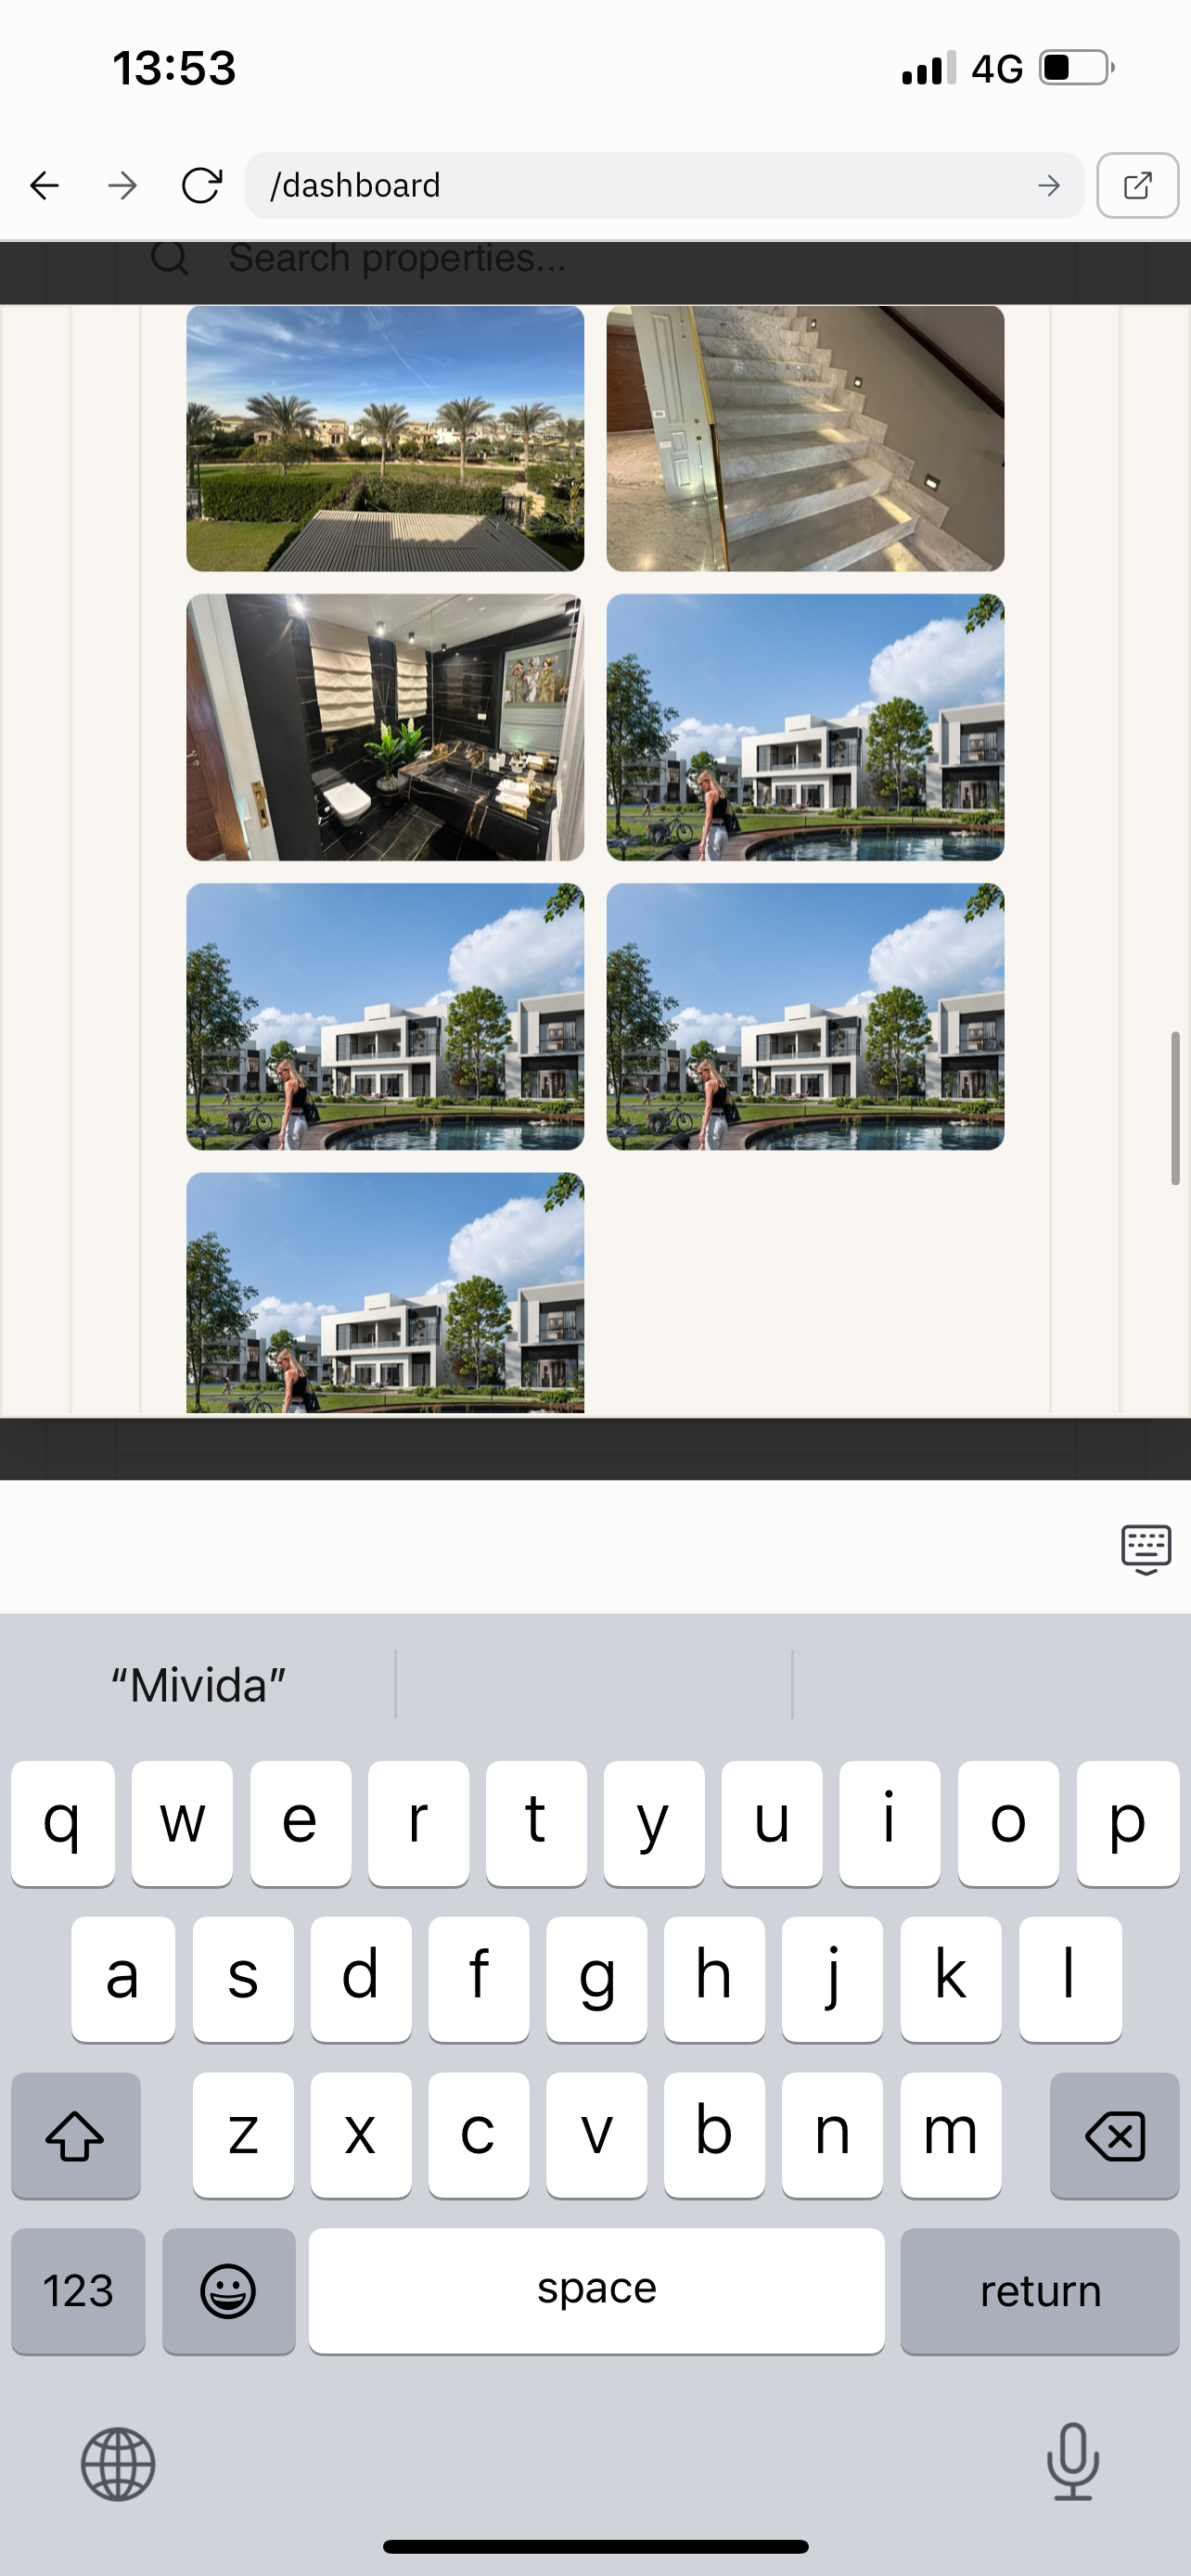 13:53
4G
/dashboard
Search properties...
“Mivida”
q w e r t y u i o p
a s d f g h j k l
z x c v b n m
123
space
return